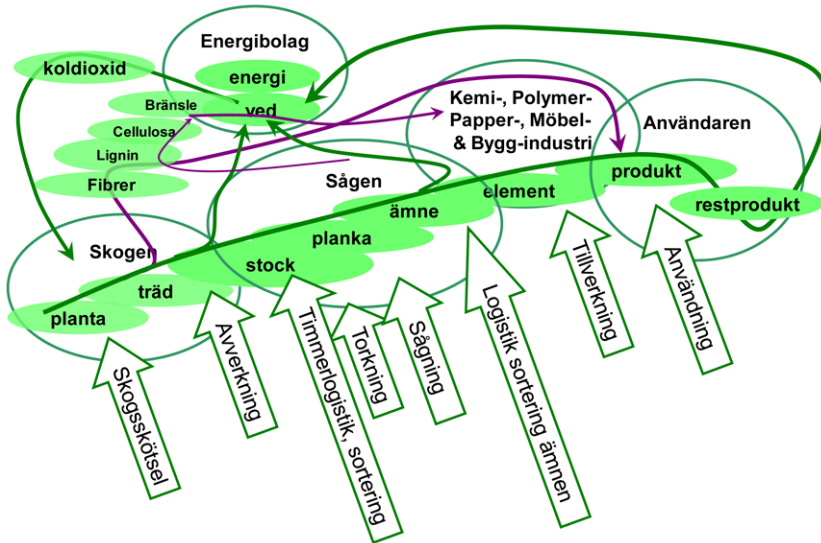 Energibolag
koldioxid
energi
Bränsle
ved
Cellulosa
Lignin
Fibrer
Kemi-, Polymer-
Papper-, Möbel-
& Bygg-industri
Användaren
Sågen
produkt
element
restprodukt
ämne
planka
Skogen
stock
träd
planta
Skogsskötsel
Avverkning
Timmerlogistik, sortering
Torkning
Sågning
Logistik sortering ämnen
Tillverkning
Användning